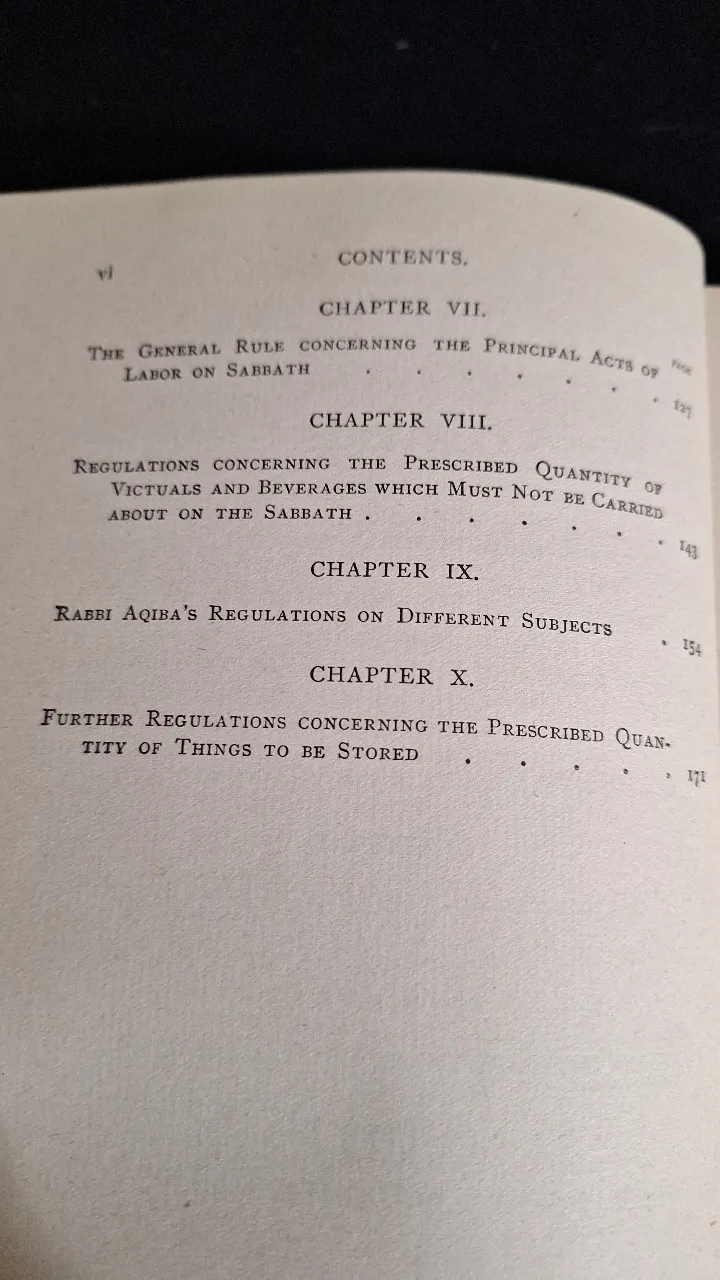 vi
CONTENTS.
CHAPTER VII.
PAGE
THE GENERAL RULE CONCERNING THE PRINCIPAL ACTS OF
LABOR ON SABBATH . . . . . . . 127
CHAPTER VIII.
REGULATIONS CONCERNING THE PRESCRIBED QUANTITY OF
VICTUALS AND BEVERAGES WHICH MUST NOT BE CARRIED
ABOUT ON THE SABBATH . . . . . . . 143
CHAPTER IX.
RABBI AQIBA'S REGULATIONS ON DIFFERENT SUBJECTS . 154
CHAPTER X.
FURTHER REGULATIONS CONCERNING THE PRESCRIBED QUAN-
TITY OF THINGS TO BE STORED . . . . . 171